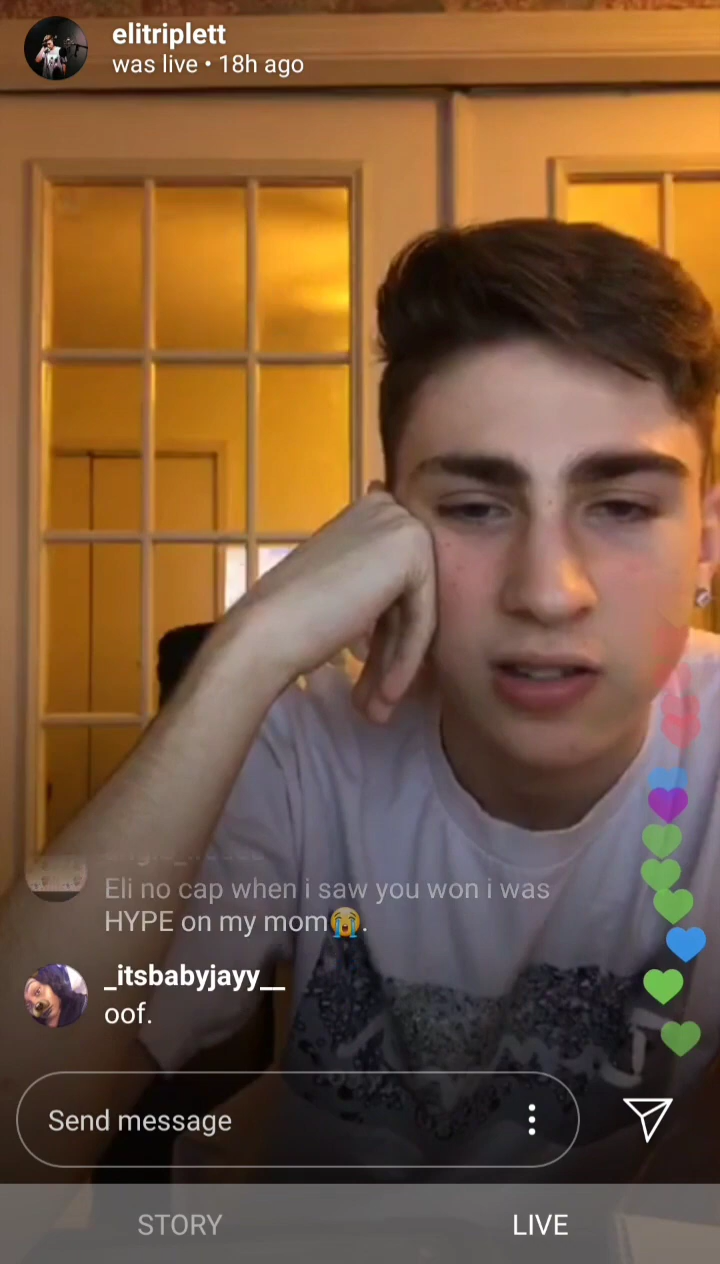 elitriplett
was live • 18h ago
Eli no cap when i saw you won i was
HYPE on my mom😭.
_itsbabyjayy__
oof.
Send message
STORY
LIVE